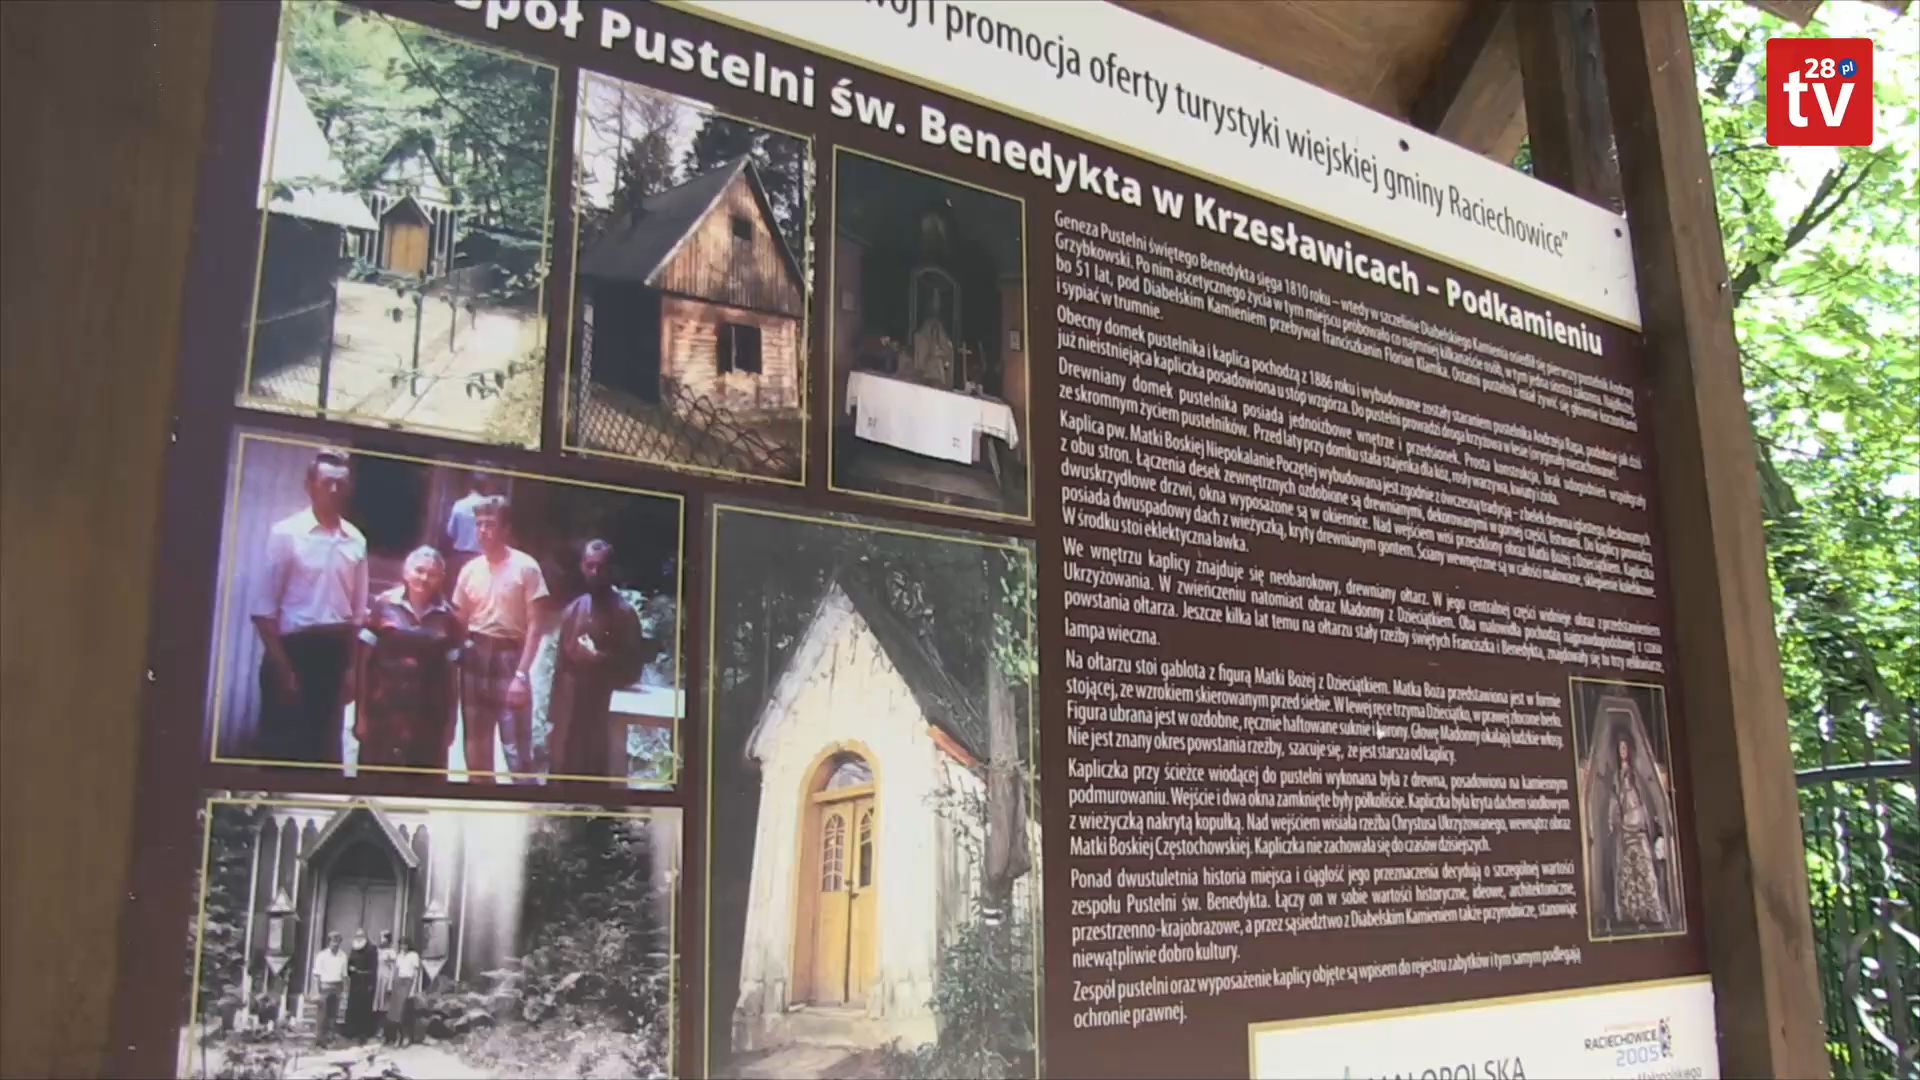 28 pl
tv
j i promocja oferty turystyki wiejskiej gminy Raciechowice"
spół Pustelni św. Benedykta w Krzesławicach – Podkamieniu
Geneza Pustelni świętego Benedykta sięga 1810 roku – wtedy w szczelinie Diabelskiego Kamienia osiedlił się pierwszy pustelnik Andrzej
Grzybkowski. Po nim ascetycznego życia w tym miejscu próbowało co najmniej kilkanaście osób, w tym jedna siostra zakonna. Najdłużej,
bo 51 lat, pod Diabelskim Kamieniem przebywał franciszkanin Florian Klamka. Ostatni pustelnik miał żywić się głównie korzonkami
i sypiać w trumnie.
Obecny domek pustelnika i kaplica pochodzą z 1886 roku i wybudowane zostały staraniem pustelnika Andrzeja Rapa, podobnie jak dziś
już nieistniejąca kapliczka posadowiona u stóp wzgórza. Do pustelni prowadzi droga krzyżowa w lesie (oryginały niezachowane).
Drewniany domek pustelnika posiada jednoizbowe wnętrze i przedsionek. Prosta konstrukcja, brak udogodnień współgrały
ze skromnym życiem pustelników. Przed laty przy domku stała stajenka dla kóz, rosły warzywa, kwiaty i zioła.
Kaplica pw. Matki Boskiej Niepokalanie Poczętej wybudowana jest zgodnie z ówczesną tradycją – z belek drewna iglastego, deskowanych
z obu stron. Łączenia desek zewnętrznych ozdobione są drewnianymi, dekorowanymi w górnej części, listwami. Do kaplicy prowadzą
dwuskrzydłowe drzwi, okna wyposażone są w okiennice. Nad wejściem wisi przeszklony obraz Matki Bożej z Dzieciątkiem. Kapliczka
posiada dwuspadowy dach z wieżyczką, kryty drewnianym gontem. Ściany wewnętrzne są w całości malowane, sklepienie kolebkowe.
W środku stoi eklektyczna ławka.
We wnętrzu kaplicy znajduje się neobarokowy, drewniany ołtarz. W jego centralnej części widnieje obraz z przedstawieniem
Ukrzyżowania. W zwieńczeniu natomiast obraz Madonny z Dzieciątkiem. Oba malowidła pochodzą najprawdopodobniej z czasu
powstania ołtarza. Jeszcze kilka lat temu na ołtarzu stały rzeźby świętych Franciszka i Benedykta, znajdowały się tu trzy relikwiarze,
lampa wieczna.
Na ołtarzu stoi gablota z figurą Matki Bożej z Dzieciątkiem. Matka Boża przedstawiona jest w formie
stojącej, ze wzrokiem skierowanym przed siebie. W lewej ręce trzyma Dzieciątko, w prawej złocone berło.
Figura ubrana jest w ozdobne, ręcznie haftowane suknie i korony. Głowę Madonny okalają ludzkie włosy.
Nie jest znany okres powstania rzeźby, szacuje się, że jest starsza od kaplicy.
Kapliczka przy ścieżce wiodącej do pustelni wykonana była z drewna, posadowiona na kamiennym
podmurowaniu. Wejście i dwa okna zamknięte były półkoliście. Kapliczka była kryta dachem siodłowym
z wieżyczką nakrytą kopułką. Nad wejściem wisiała rzeźba Chrystusa Ukrzyżowanego, wewnątrz obraz
Matki Boskiej Częstochowskiej. Kapliczka nie zachowała się do czasów dzisiejszych.
Ponad dwustuletnia historia miejsca i ciągłość jego przeznaczenia decydują o szczególnej wartości
zespołu Pustelni św. Benedykta. Łączy on w sobie wartości historyczne, ideowe, architektoniczne,
przestrzenno-krajobrazowe, a przez sąsiedztwo z Diabelskim Kamieniem także przyrodnicze, stanowiąc
niewątpliwie dobro kultury.
Zespół pustelni oraz wyposażenie kaplicy objęte są wpisem do rejestru zabytków i tym samym podlegają
ochronie prawnej.
MAŁOPOLSKA
RACIECHOWICE
2005